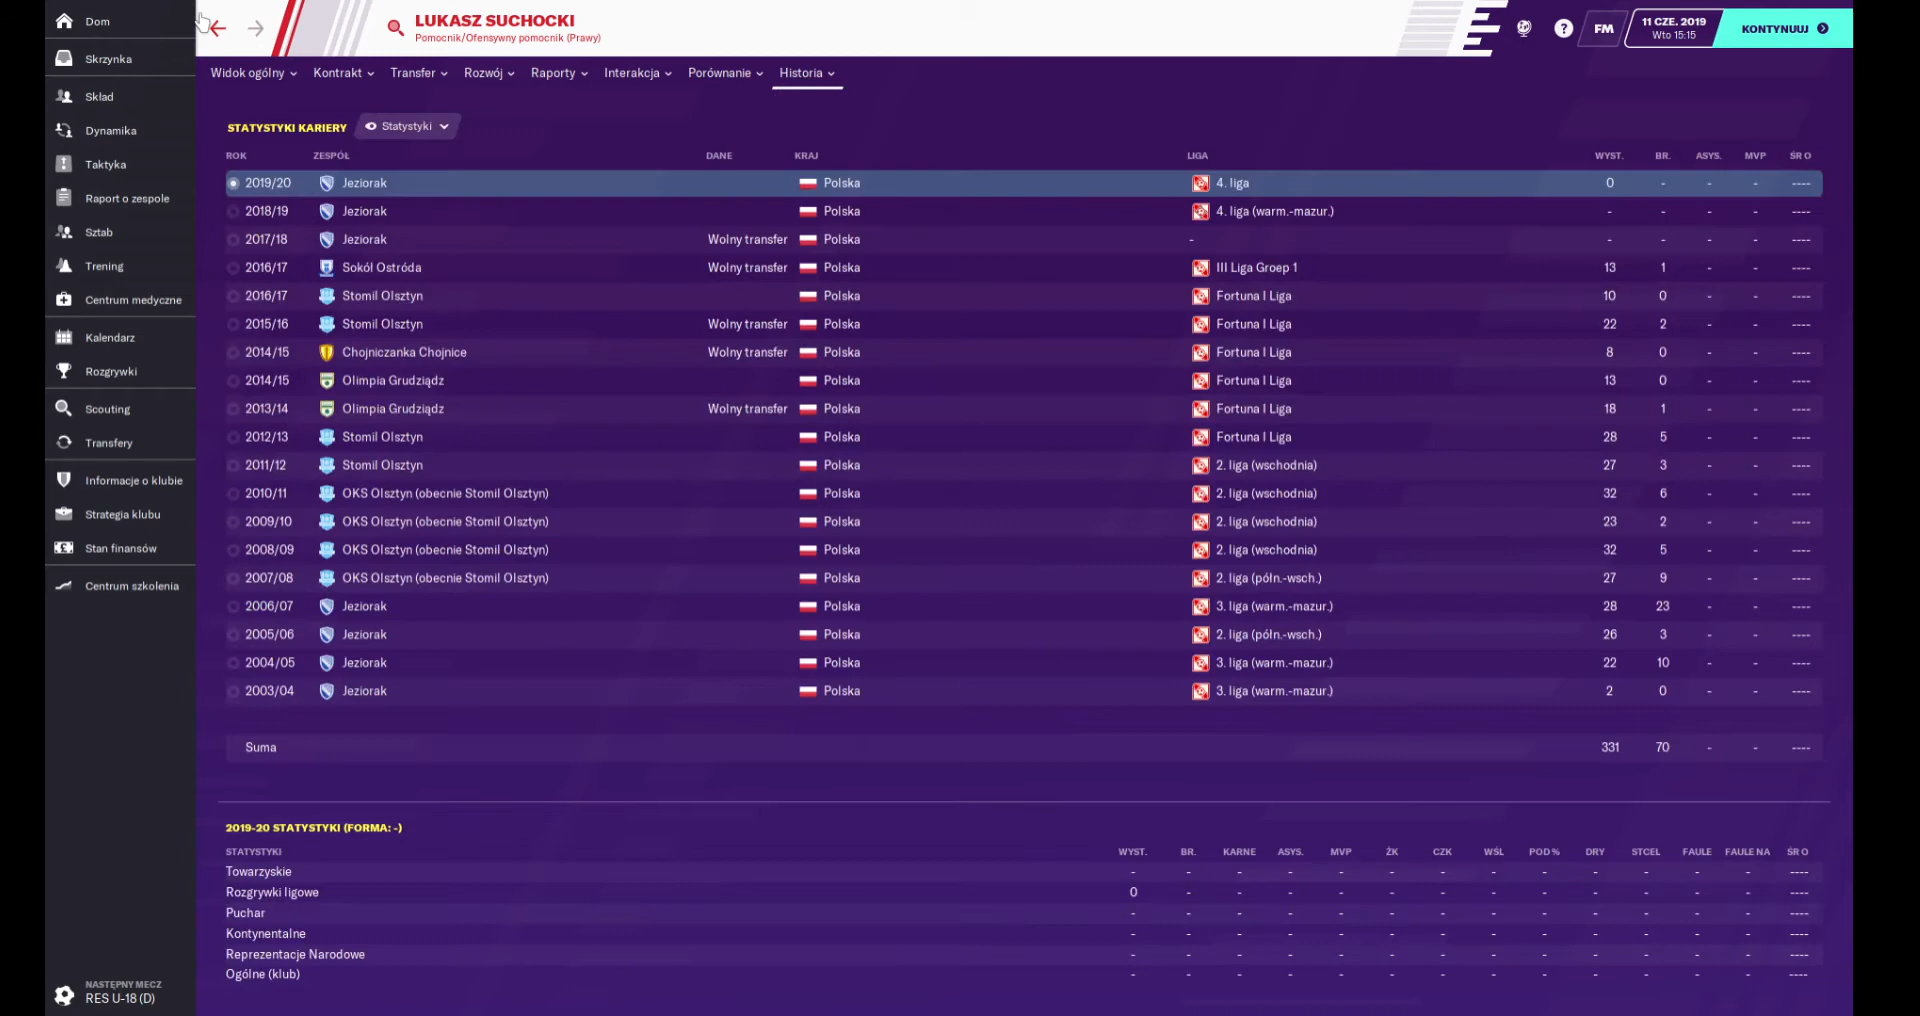 Dom
Skrzynka
Skład
Dynamika
Taktyka
Raport o zespole
Sztab
Trening
Centrum medyczne
Kalendarz
Rozgrywki
Scouting
Transfery
Informacje o klubie
Strategia klubu
Stan finansów
Centrum szkolenia
NASTĘPNY MECZ
RES U-18 (D)
LUKASZ SUCHOCKI
Pomocnik/Ofensywny pomocnik (Prawy)
? FM 11 CZE. 2019 KONTYNUUJ
Wto 15:15
Widok ogólny Kontrakt Transfer Rozwój Raporty Interakcja Porównanie Historia
STATYSTYKI KARIERY Statystyki
ROK ZESPÓŁ DANE KRAJ LIGA WYST. BR. ASYS. MVP ŚR O
2019/20 Jeziorak Polska 4. liga 0 - - - ----
2018/19 Jeziorak Polska 4. liga (warm.-mazur.) - - - - ----
2017/18 Jeziorak Wolny transfer Polska - - - - - ----
2016/17 Sokół Ostróda Wolny transfer Polska III Liga Groep 1 13 1 - - ----
2016/17 Stomil Olsztyn Polska Fortuna I Liga 10 0 - - ----
2015/16 Stomil Olsztyn Wolny transfer Polska Fortuna I Liga 22 2 - - ----
2014/15 Chojniczanka Chojnice Wolny transfer Polska Fortuna I Liga 8 0 - - ----
2014/15 Olimpia Grudziądz Polska Fortuna I Liga 13 0 - - ----
2013/14 Olimpia Grudziądz Wolny transfer Polska Fortuna I Liga 18 1 - - ----
2012/13 Stomil Olsztyn Polska Fortuna I Liga 28 5 - - ----
2011/12 Stomil Olsztyn Polska 2. liga (wschodnia) 27 3 - - ----
2010/11 OKS Olsztyn (obecnie Stomil Olsztyn) Polska 2. liga (wschodnia) 32 6 - - ----
2009/10 OKS Olsztyn (obecnie Stomil Olsztyn) Polska 2. liga (wschodnia) 23 2 - - ----
2008/09 OKS Olsztyn (obecnie Stomil Olsztyn) Polska 2. liga (wschodnia) 32 5 - - ----
2007/08 OKS Olsztyn (obecnie Stomil Olsztyn) Polska 2. liga (półn.-wsch.) 27 9 - - ----
2006/07 Jeziorak Polska 3. liga (warm.-mazur.) 28 23 - - ----
2005/06 Jeziorak Polska 2. liga (półn.-wsch.) 26 3 - - ----
2004/05 Jeziorak Polska 3. liga (warm.-mazur.) 22 10 - - ----
2003/04 Jeziorak Polska 3. liga (warm.-mazur.) 2 0 - - ----
Suma 331 70 - - ----
2019-20 STATYSTYKI (FORMA: -)
STATYSTYKI WYST. BR. KARNE ASYS. MVP ŻK CZK WŚL POD % DRY STCEL FAULE FAULE NA ŚR O
Towarzyskie - - - - - - - - - - - - - ----
Rozgrywki ligowe 0 - - - - - - - - - - - - ----
Puchar - - - - - - - - - - - - - ----
Kontynentalne - - - - - - - - - - - - - ----
Reprezentacje Narodowe - - - - - - - - - - - - - ----
Ogólne (klub) - - - - - - - - - - - - - ----